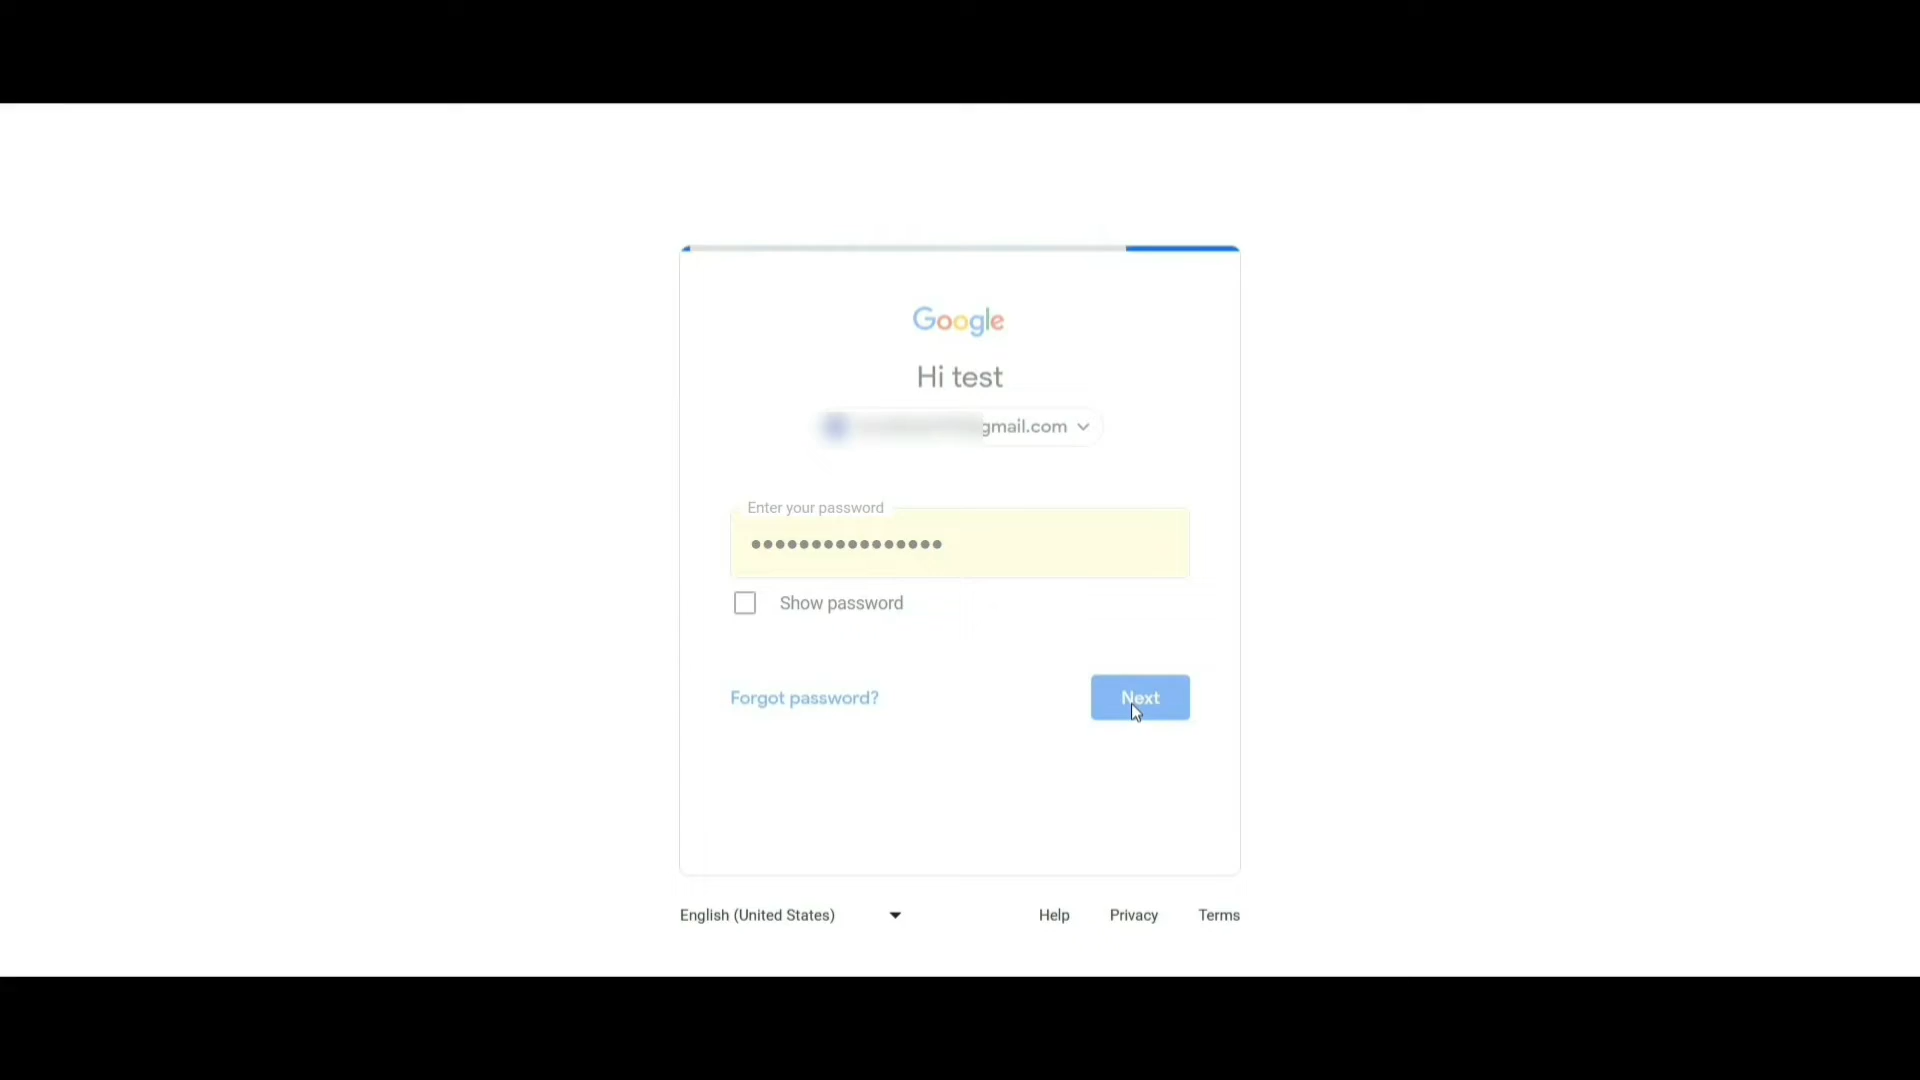 Google
Hi test
gmail.com
Enter your password
••••••••••••••••
Show password
Forgot password?
Next
English (United States)
Help
Privacy
Terms